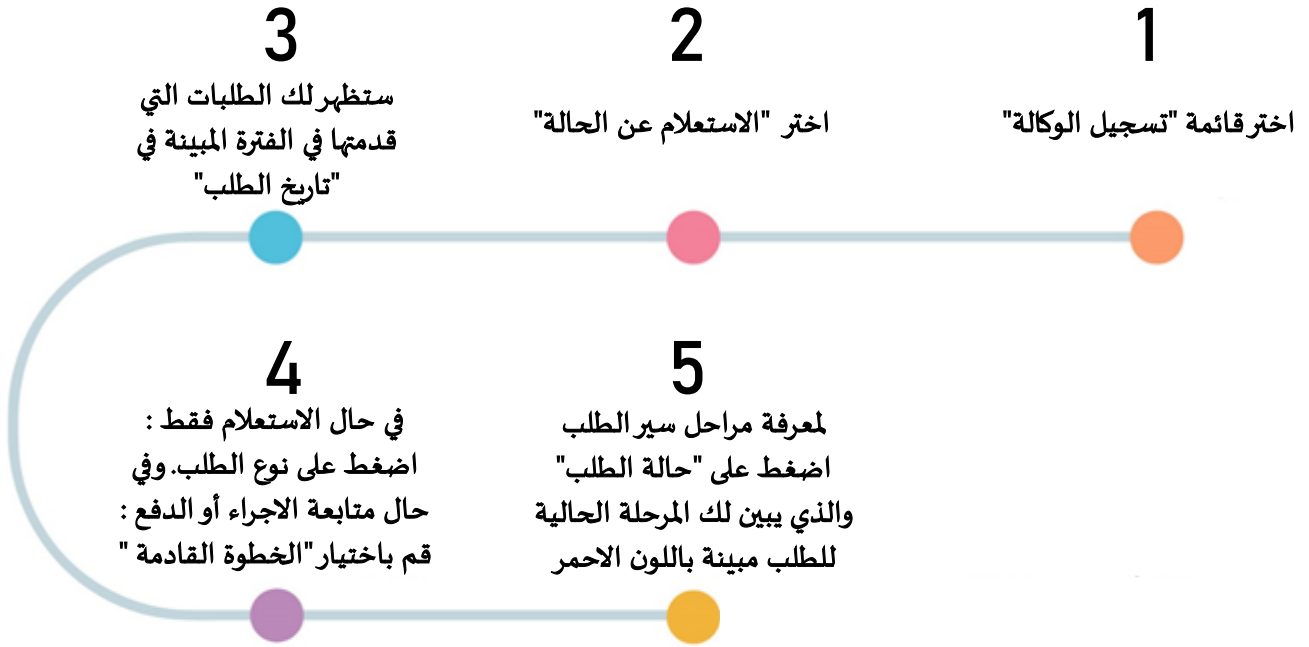 1
اختر قائمة "تسجيل الوكالة"
2
اختر "الاستعلام عن الحالة"
3
ستظهر لك الطلبات التي
قدمتها في الفترة المبينة في
"تاريخ الطلب"
4
في حال الاستعلام فقط :
اضغط على نوع الطلب. وفي
حال متابعة الاجراء أو الدفع :
قم باختيار "الخطوة القادمة "
5
لمعرفة مراحل سير الطلب
اضغط على "حالة الطلب"
والذي يبين لك المرحلة الحالية
للطلب مبينة باللون الاحمر